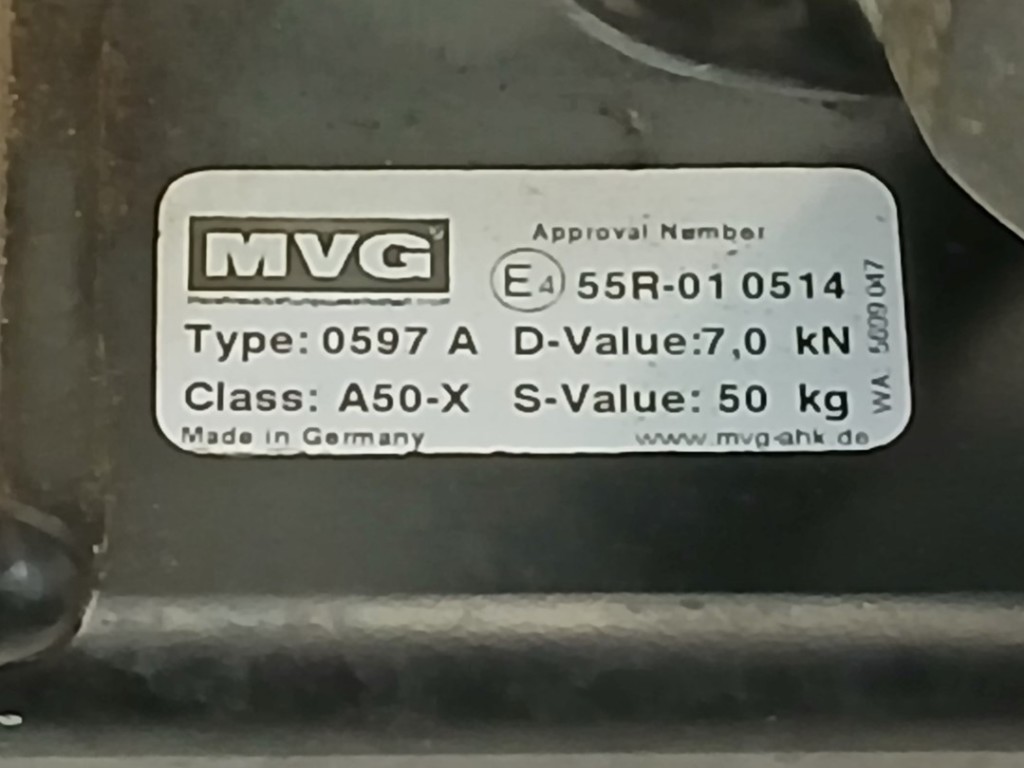 MVG
Approval Number
E4 55R-01 0514
Type: 0597 A D-Value:7,0 kN
Class: A50-X S-Value: 50 kg
Made in Germany www.mvg-ahk.de
WA. 5609 047